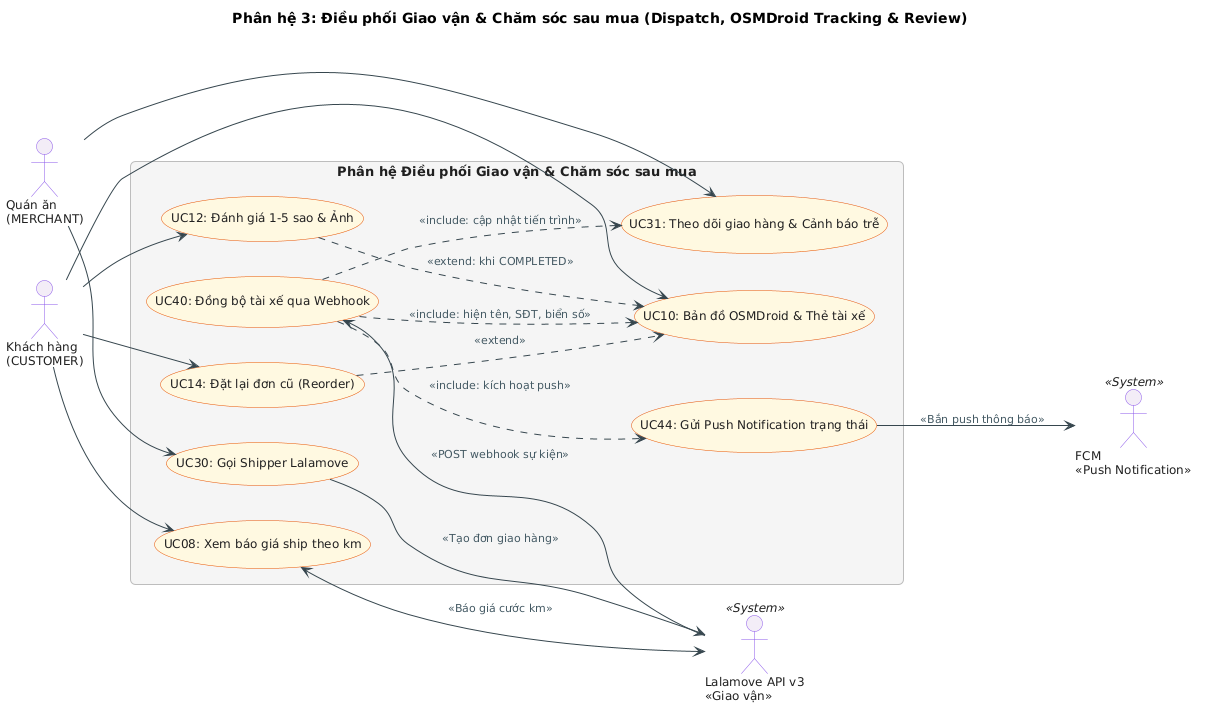 Phân hệ 3: Điều phối Giao vận & Chăm sóc sau mua (Dispatch, OSMDroid Tracking & Review)
Phân hệ Điều phối Giao vận & Chăm sóc sau mua
Quán ăn
(MERCHANT)
Khách hàng
(CUSTOMER)
UC12: Đánh giá 1-5 sao & Ảnh
UC40: Đồng bộ tài xế qua Webhook
UC14: Đặt lại đơn cũ (Reorder)
UC30: Gọi Shipper Lalamove
UC08: Xem báo giá ship theo km
«include: cập nhật tiến trình»
«extend: khi COMPLETED»
«include: hiện tên, SĐT, biển số»
«extend»
«include: kích hoạt push»
«POST webhook sự kiện»
«Tạo đơn giao hàng»
«Báo giá cước km»
UC31: Theo dõi giao hàng & Cảnh báo trễ
UC10: Bản đồ OSMDroid & Thẻ tài xế
UC44: Gửi Push Notification trạng thái
«Bắn push thông báo»
«System»
FCM
«Push Notification»
«System»
Lalamove API v3
«Giao vận»